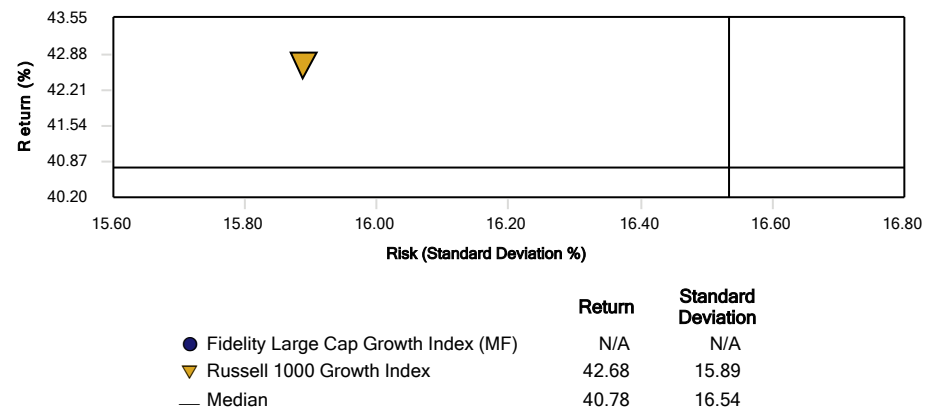 43.55
42.88
42.21
41.54
40.87
40.20
Return (%)
15.60 15.80 16.00 16.20 16.40 16.60 16.80
Risk (Standard Deviation %)
Return Standard Deviation
Fidelity Large Cap Growth Index (MF) N/A N/A
Russell 1000 Growth Index 42.68 15.89
Median 40.78 16.54